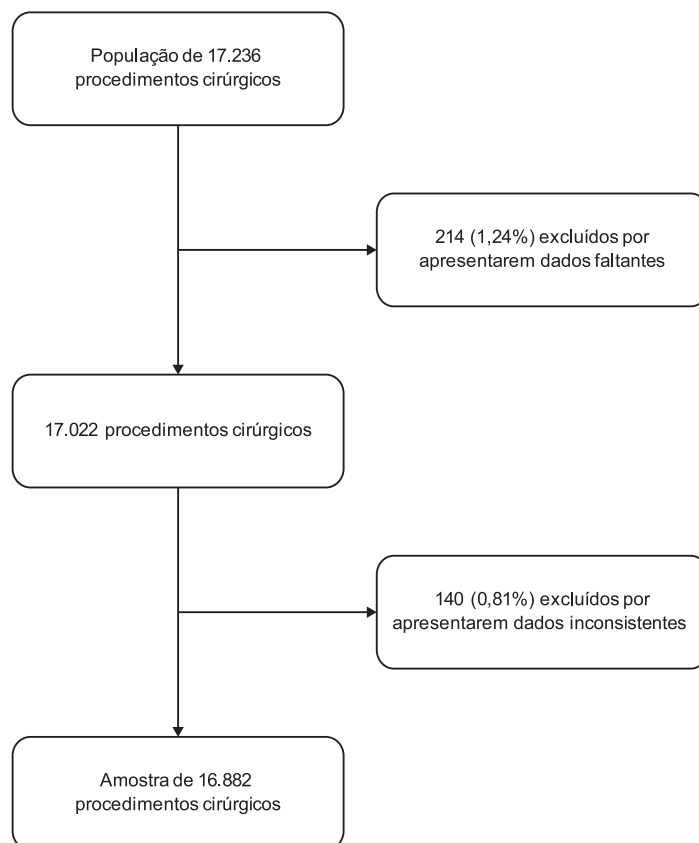 População de 17.236
procedimentos cirúrgicos
214 (1,24%) excluídos por
apresentarem dados faltantes
17.022 procedimentos cirúrgicos
140 (0,81%) excluídos por
apresentarem dados inconsistentes
Amostra de 16.882
procedimentos cirúrgicos